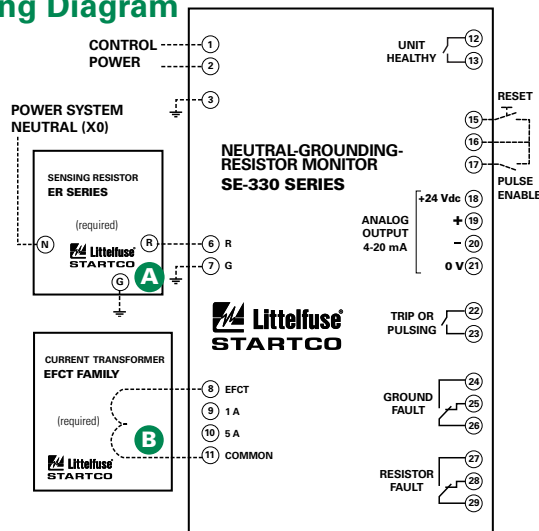 ng Diagram
CONTROL
POWER
1
2
3
POWER SYSTEM
NEUTRAL (X0)
SENSING RESISTOR
ER SERIES
(required)
N
R
Littelfuse®
STARTCO
G
A
6 R
7 G
CURRENT TRANSFORMER
EFCT FAMILY
(required)
B
Littelfuse®
STARTCO
8 EFCT
9 1 A
10 5 A
11 COMMON
NEUTRAL-GROUNDING-
RESISTOR MONITOR
SE-330 SERIES
Littelfuse®
STARTCO
UNIT
HEALTHY
12
13
RESET
15
16
17
PULSE
ENABLE
ANALOG
OUTPUT
4-20 mA
+24 Vdc 18
+ 19
– 20
0 V 21
TRIP OR
PULSING
22
23
GROUND
FAULT
24
25
26
RESISTOR
FAULT
27
28
29